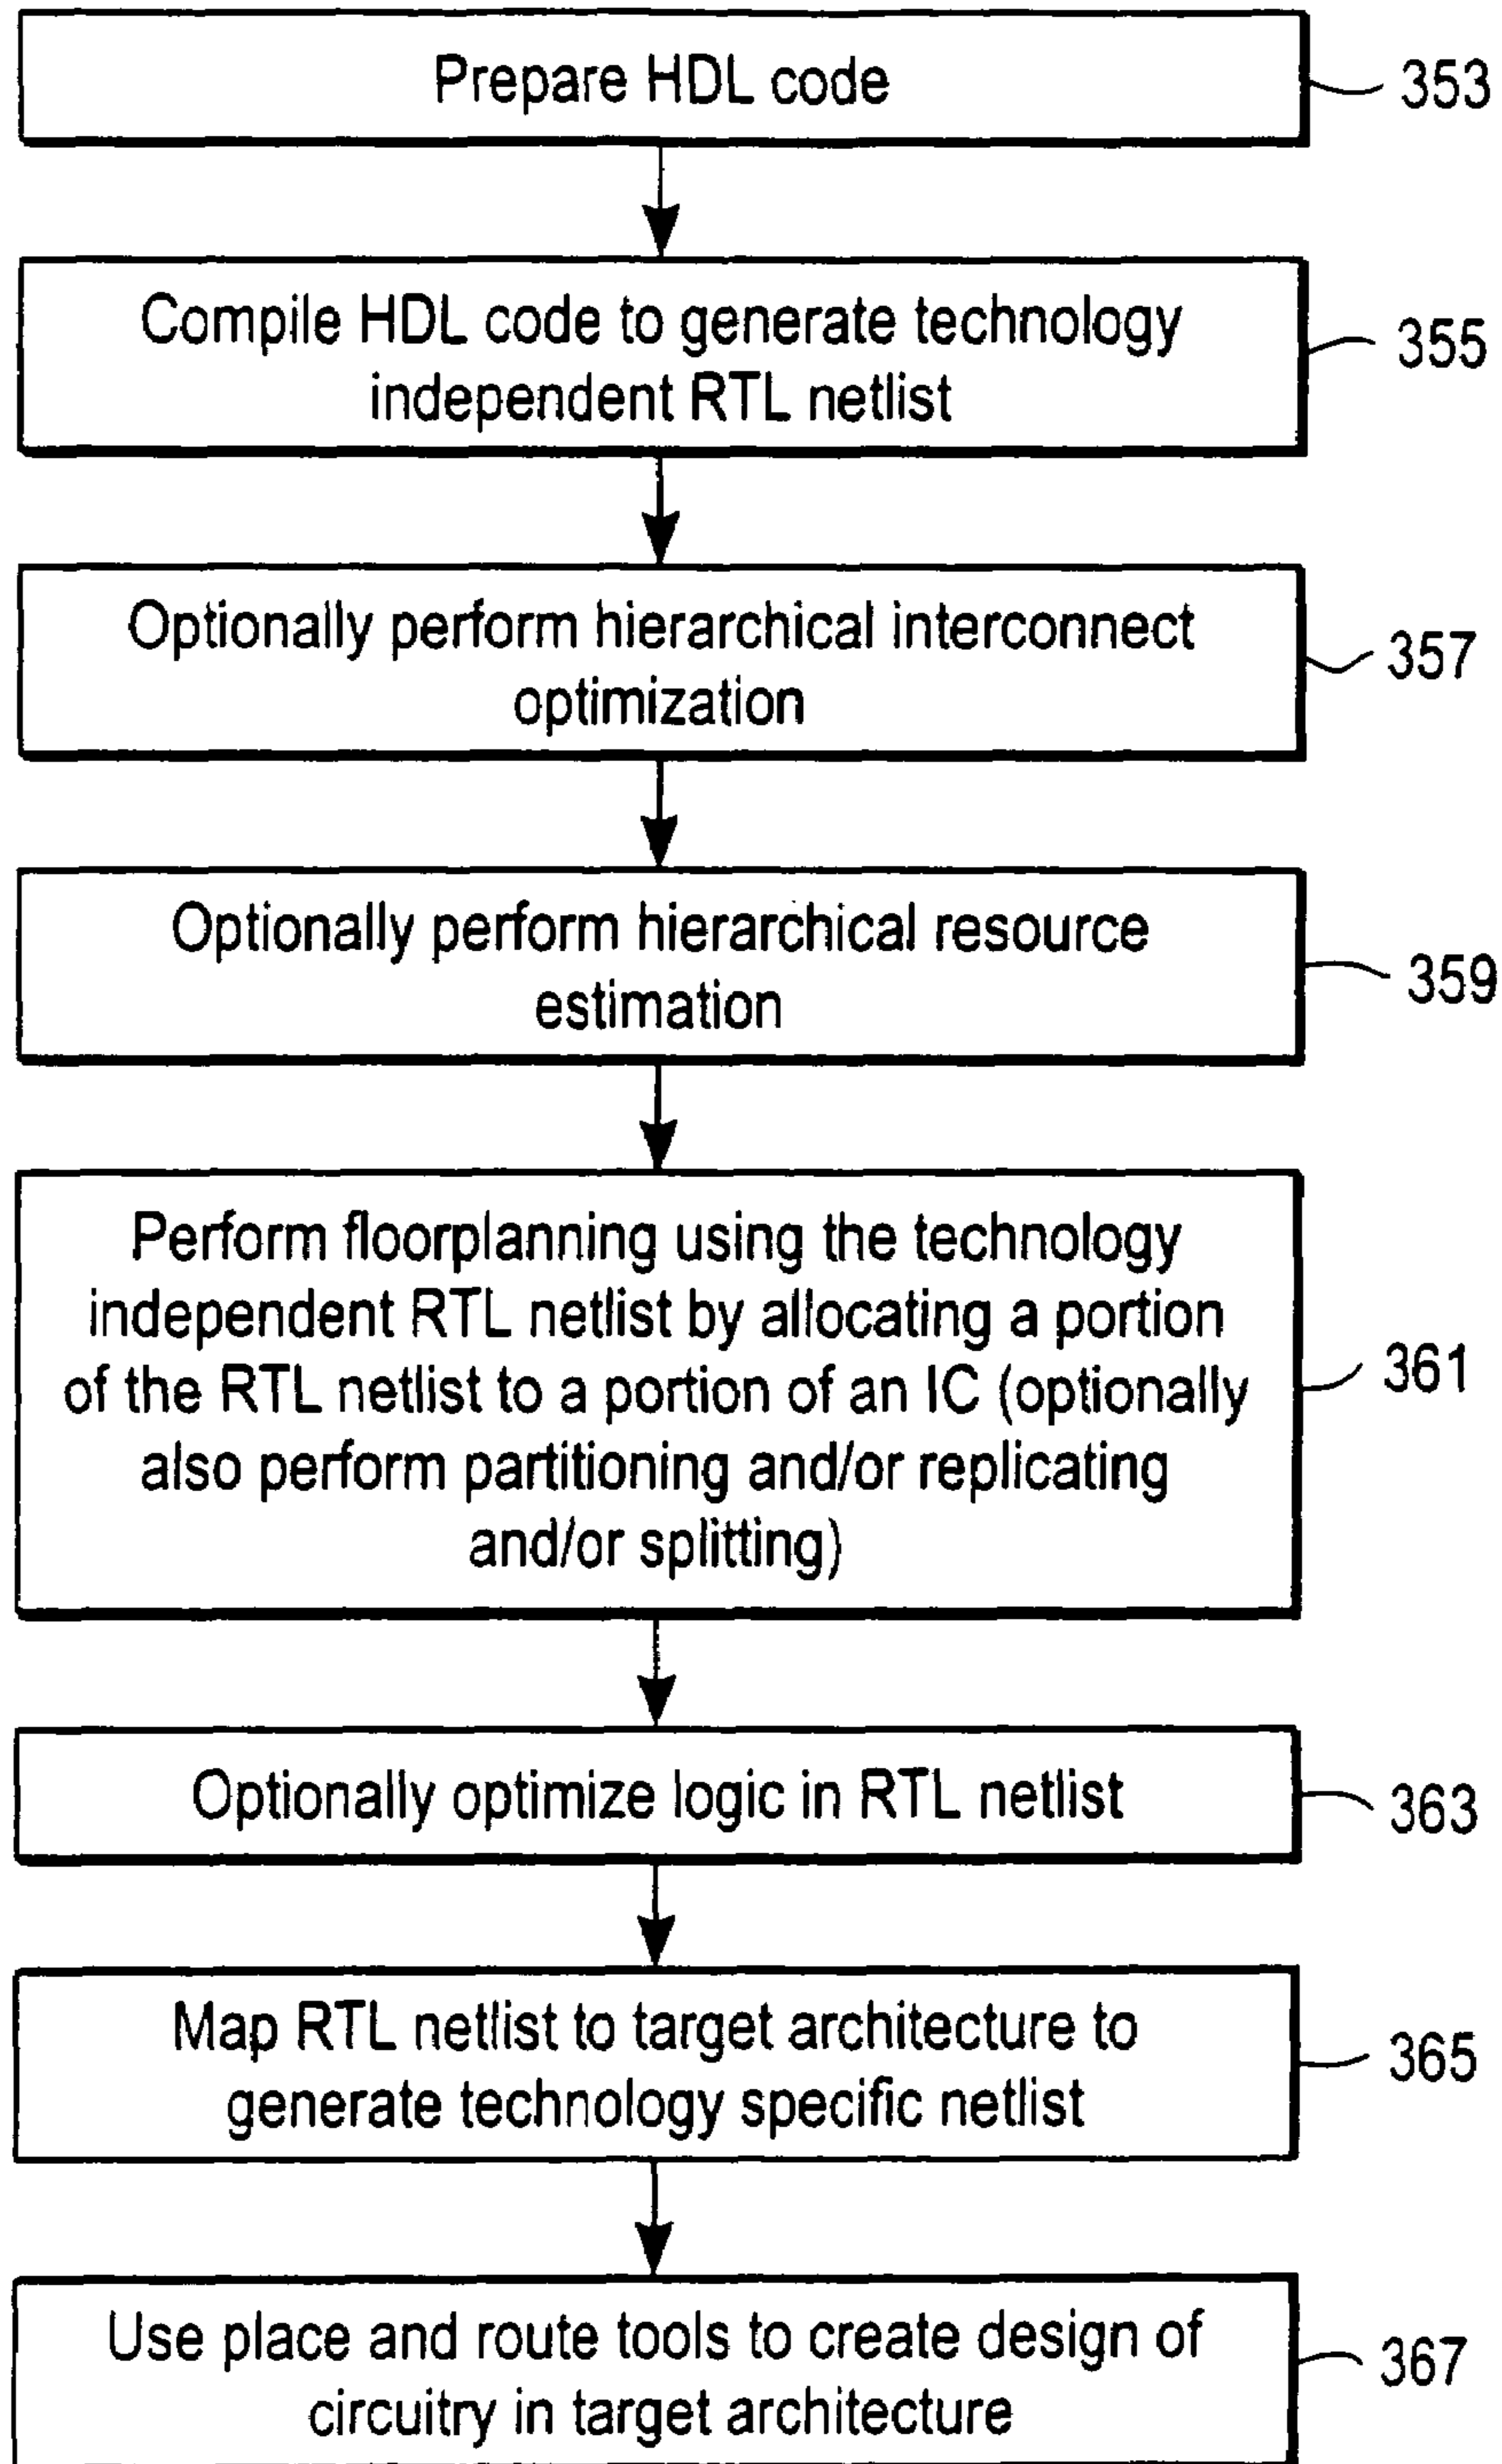 Prepare HDL code
353
Compile HDL code to generate technology
independent RTL netlist
355
Optionally perform hierarchical interconnect
optimization
357
Optionally perform hierarchical resource
estimation
359
Perform floorplanning using the technology
independent RTL netlist by allocating a portion
of the RTL netlist to a portion of an IC (optionally
also perform partitioning and/or replicating
and/or splitting)
361
Optionally optimize logic in RTL netlist
363
Map RTL netlist to target architecture to
generate technology specific netlist
365
Use place and route tools to create design of
circuitry in target architecture
367